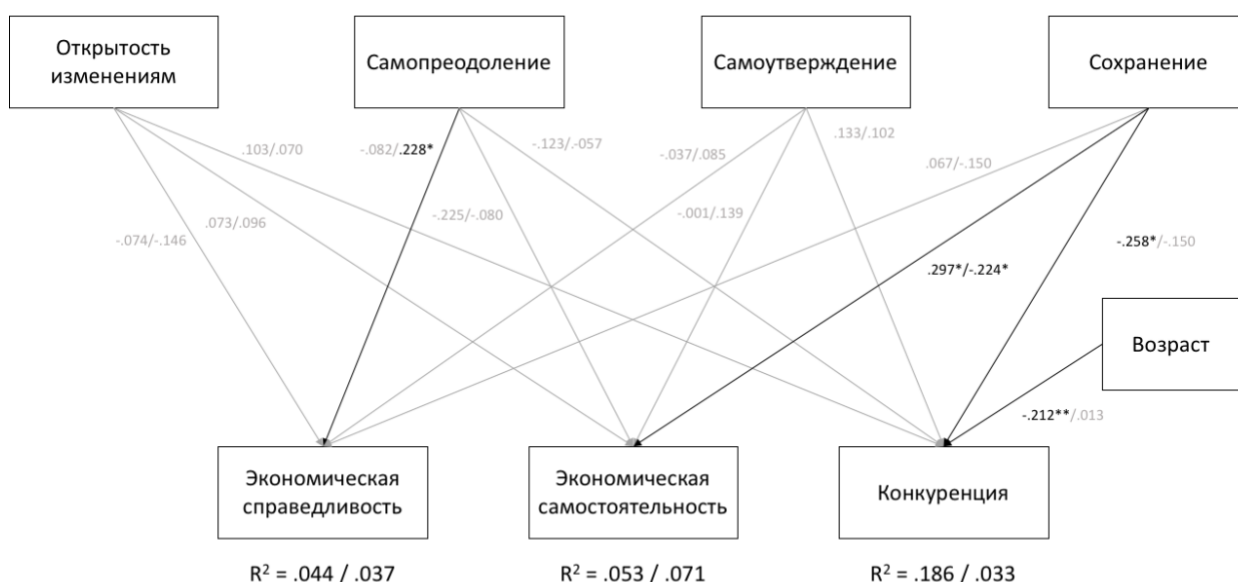 Открытость
изменениям
Самопреодоление
Самоутверждение
Сохранение
.103/.070
-.082/.228*
-.123/-.057
-.037/.085
.133/.102
.067/-.150
-.074/-.146
.073/.096
-.225/-.080
-.001/.139
.297*/-.224*
-.258*/-.150
Возраст
-.212**/.013
Экономическая
справедливость
Экономическая
самостоятельность
Конкуренция
R² = .044 / .037
R² = .053 / .071
R² = .186 / .033